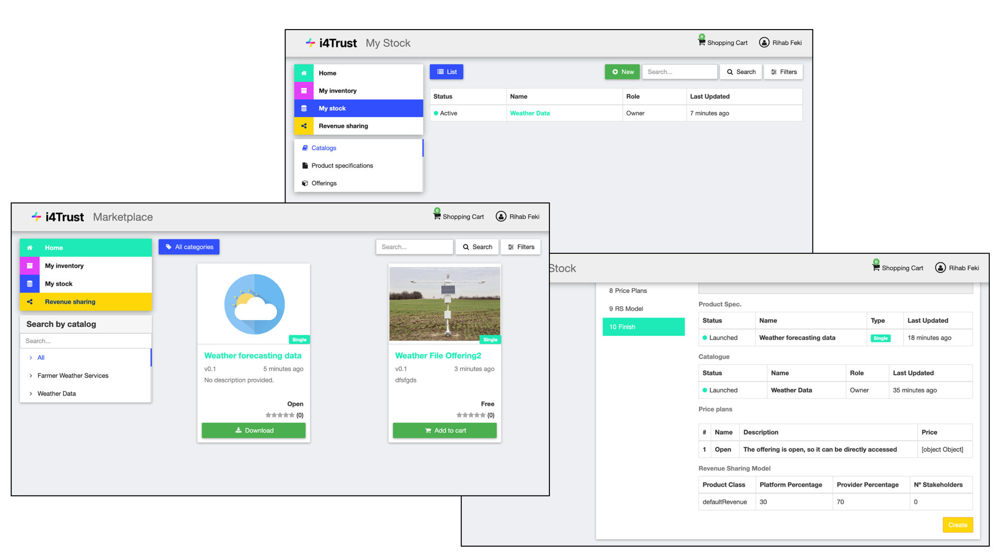 i4Trust My Stock
0 Shopping Cart Rihab Feki
Home
My inventory
My stock
Revenue sharing
Catalogs
Product specifications
Offerings
List
New Search... Search Filters
Status Name Role Last Updated
Active Weather Data Owner 7 minutes ago
i4Trust Marketplace
0 Shopping Cart Rihab Feki
Home
My inventory
My stock
Revenue sharing
Search by catalog
Search...
All
Farmer Weather Services
Weather Data
All categories
Search... Search Filters
Single
Weather forecasting data
v0.1 5 minutes ago
No description provided.
Open
(0)
Download
Single
Weather File Offering2
v0.1 3 minutes ago
dfsfgds
Free
(0)
Add to cart
Stock
0 Shopping Cart Rihab Feki
8 Price Plans
9 RS Model
10 Finish
Product Spec.
Status Name Type Last Updated
Launched Weather forecasting data Single 18 minutes ago
Catalogue
Status Name Role Last Updated
Launched Weather Data Owner 35 minutes ago
Price plans
# Name Description Price
1 Open The offering is open, so it can be directly accessed [object Object]
Revenue Sharing Model
Product Class Platform Percentage Provider Percentage Nº Stakeholders
defaultRevenue 30 70 0
Create